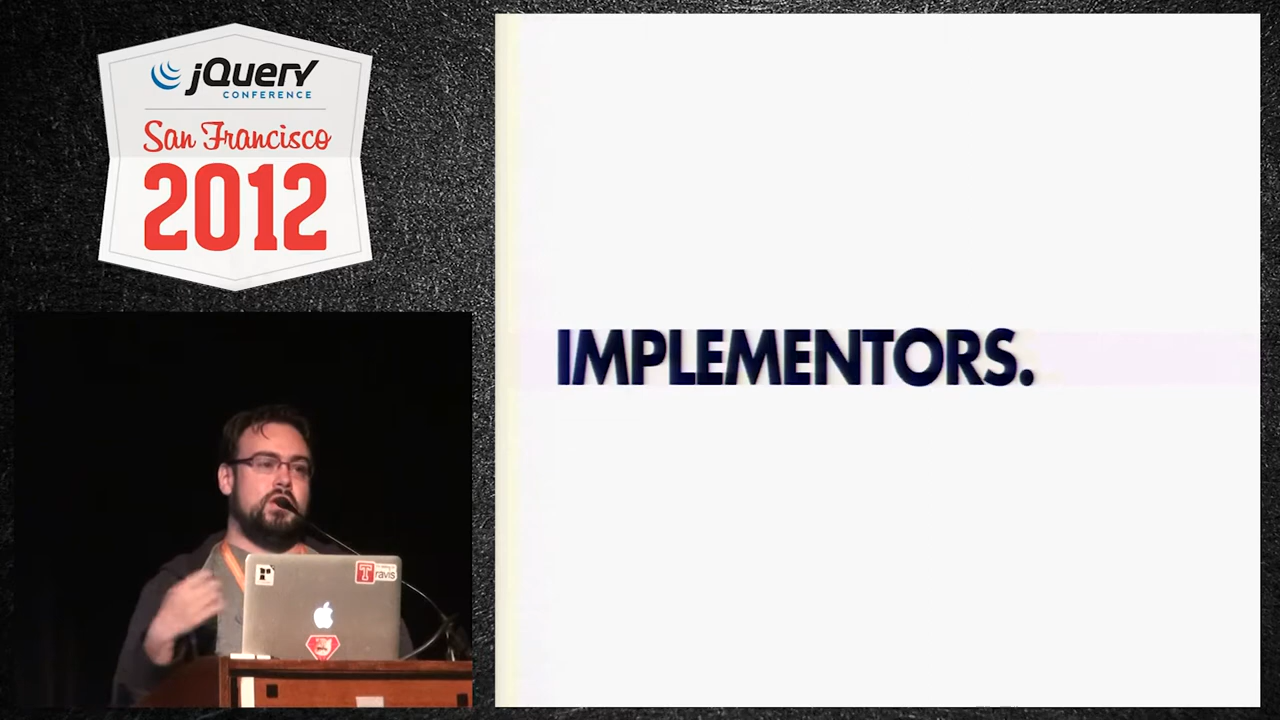 jQuery
CONFERENCE
San Francisco
2012
IMPLEMENTORS.
r
Travis